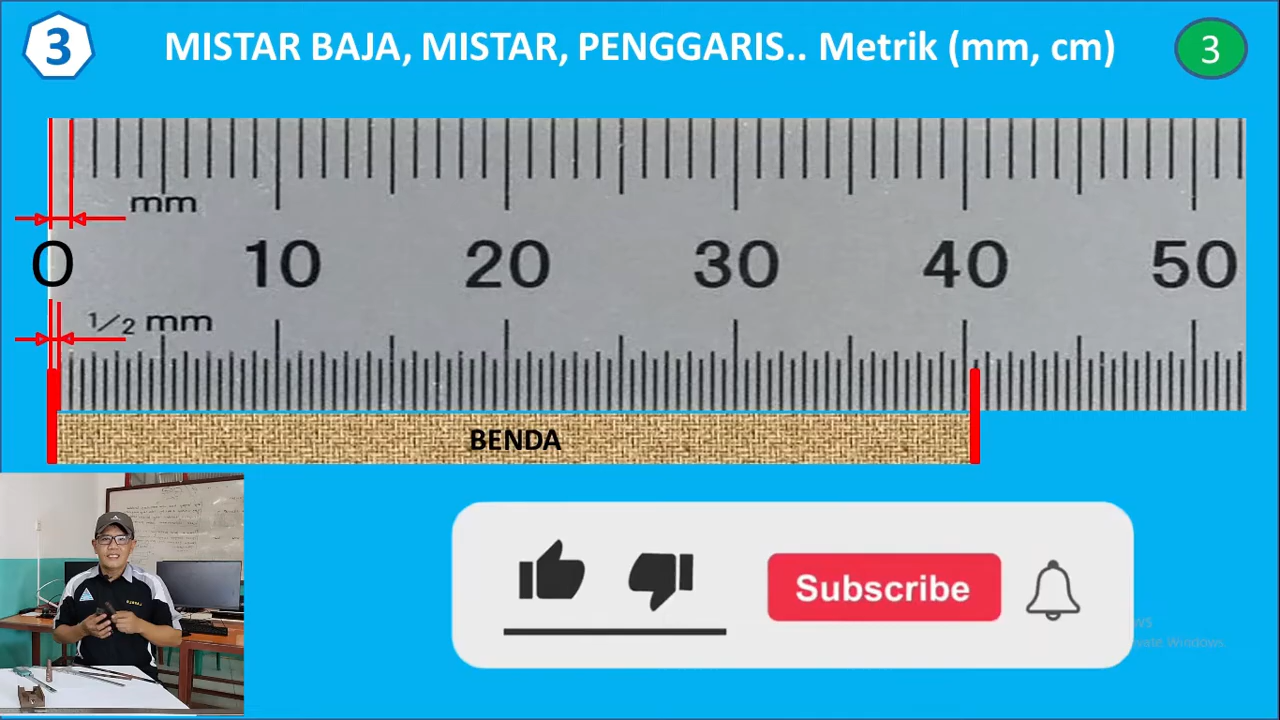 3
MISTAR BAJA, MISTAR, PENGGARIS.. Metrik (mm, cm)
3
mm
0 10 20 30 40 50
1/2 mm
BENDA
Subscribe